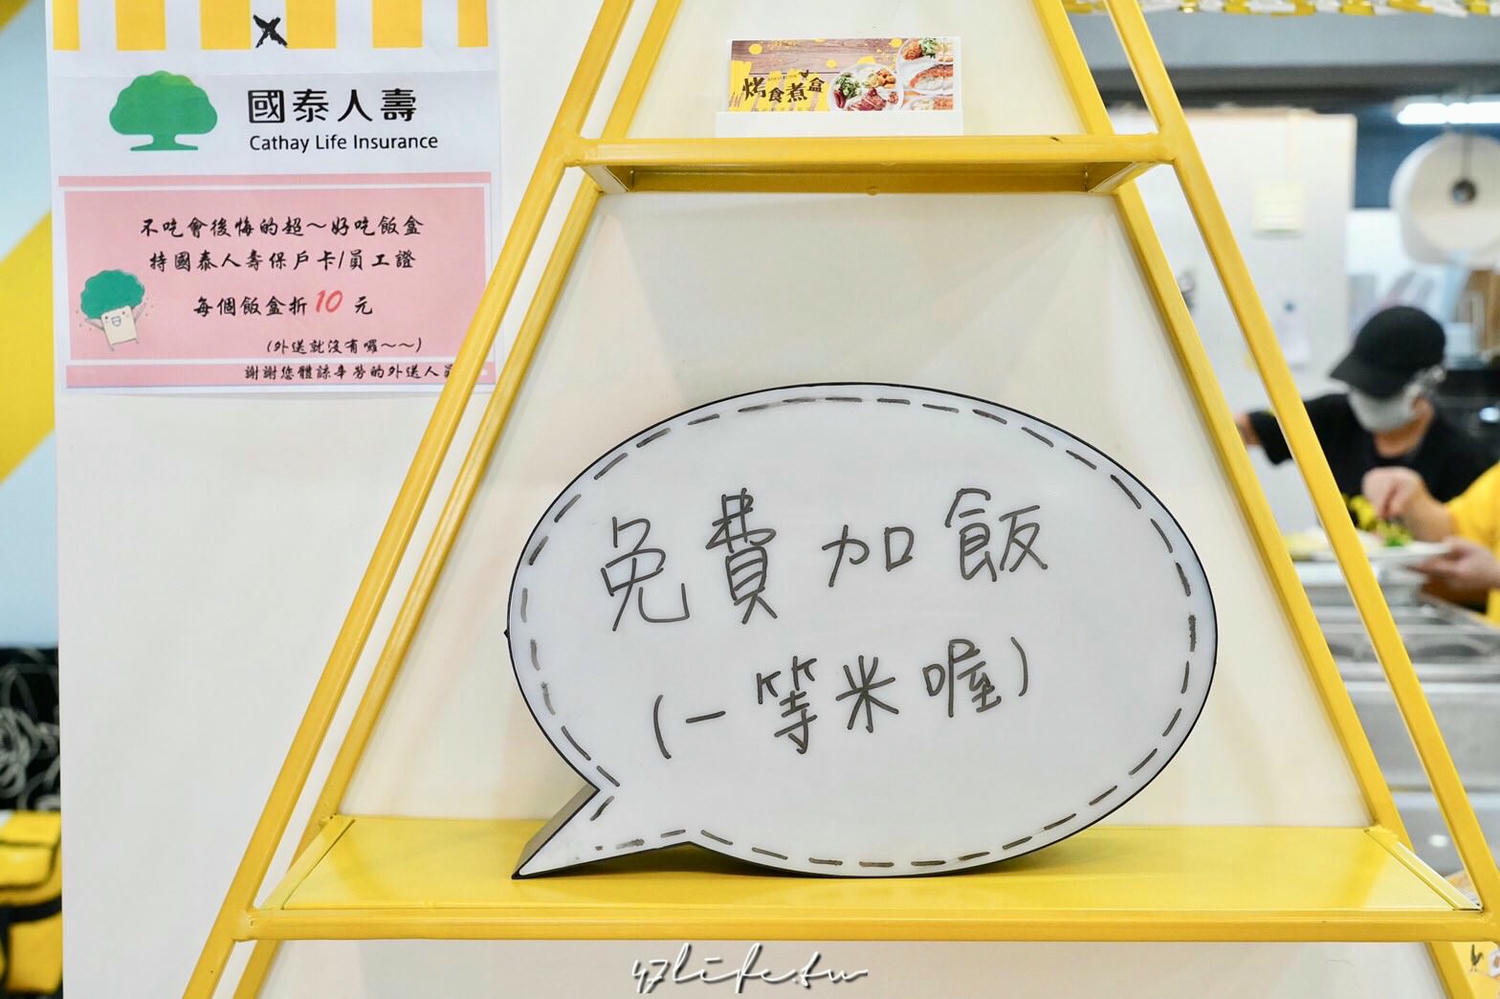 國泰人壽
Cathay Life Insurance
不吃會後悔的超~好吃飯盒
持國泰人壽保戶卡/員工證
每個飯盒折10元
(外送就沒有囉~~)
謝謝您體諒辛勞的外送人員
烤食煮盒
免費加飯
(一等米喔)
47life.tw